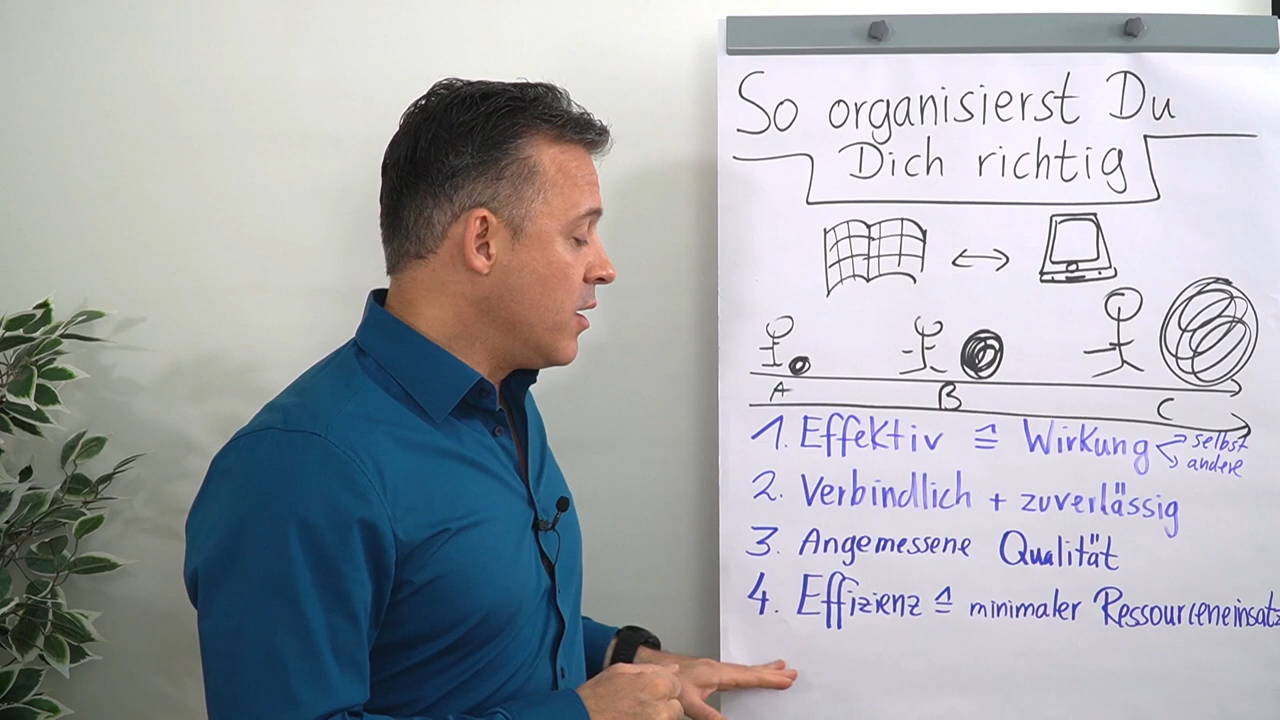 So organisierst Du
Dich richtig
A
B
C
1. Effektiv ≙ Wirkung
selbst
andere
2. Verbindlich + zuverlässig
3. Angemessene Qualität
4. Effizienz ≙ minimaler Ressourceneinsatz